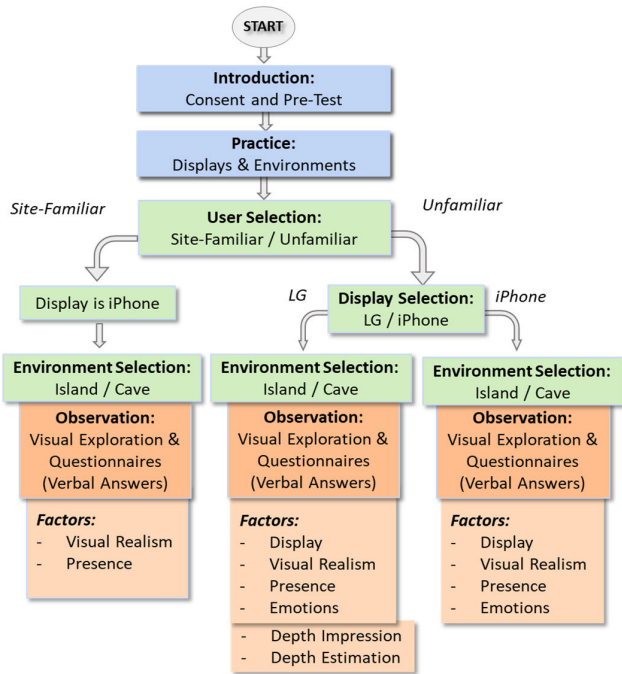 START
Introduction:
Consent and Pre-Test
Practice:
Displays & Environments
Site-Familiar
Unfamiliar
User Selection:
Site-Familiar / Unfamiliar
Display is iPhone
LG
Display Selection:
LG / iPhone
iPhone
Environment Selection:
Island / Cave
Observation:
Visual Exploration &
Questionnaires
(Verbal Answers)
Factors:
- Visual Realism
- Presence
Environment Selection:
Island / Cave
Observation:
Visual Exploration &
Questionnaires
(Verbal Answers)
Factors:
- Display
- Visual Realism
- Presence
- Emotions
- Depth Impression
- Depth Estimation
Environment Selection:
Island / Cave
Observation:
Visual Exploration &
Questionnaires
(Verbal Answers)
Factors:
- Display
- Visual Realism
- Presence
- Emotions